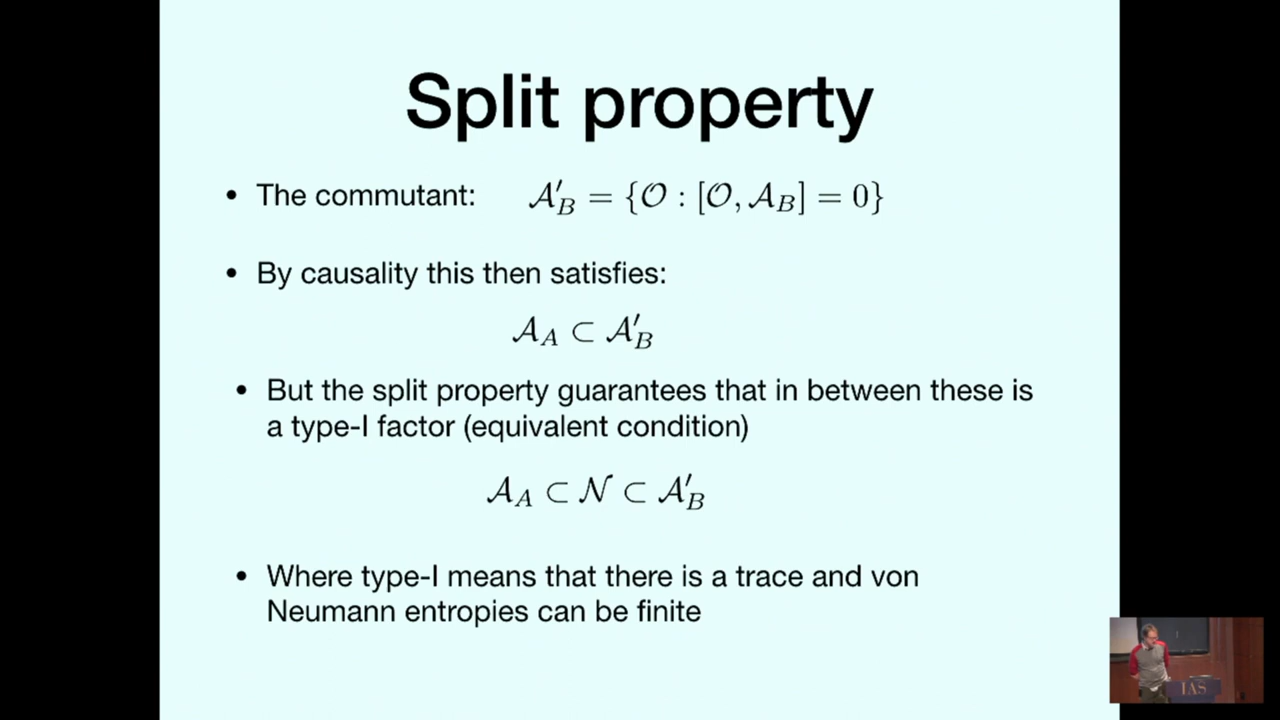 Split property
• The commutant: 𝒜′_B = {𝒪 : [𝒪, 𝒜_B] = 0}
• By causality this then satisfies:
𝒜_A ⊂ 𝒜′_B
• But the split property guarantees that in between these is
a type-I factor (equivalent condition)
𝒜_A ⊂ 𝒩 ⊂ 𝒜′_B
• Where type-I means that there is a trace and von
Neumann entropies can be finite
IAS